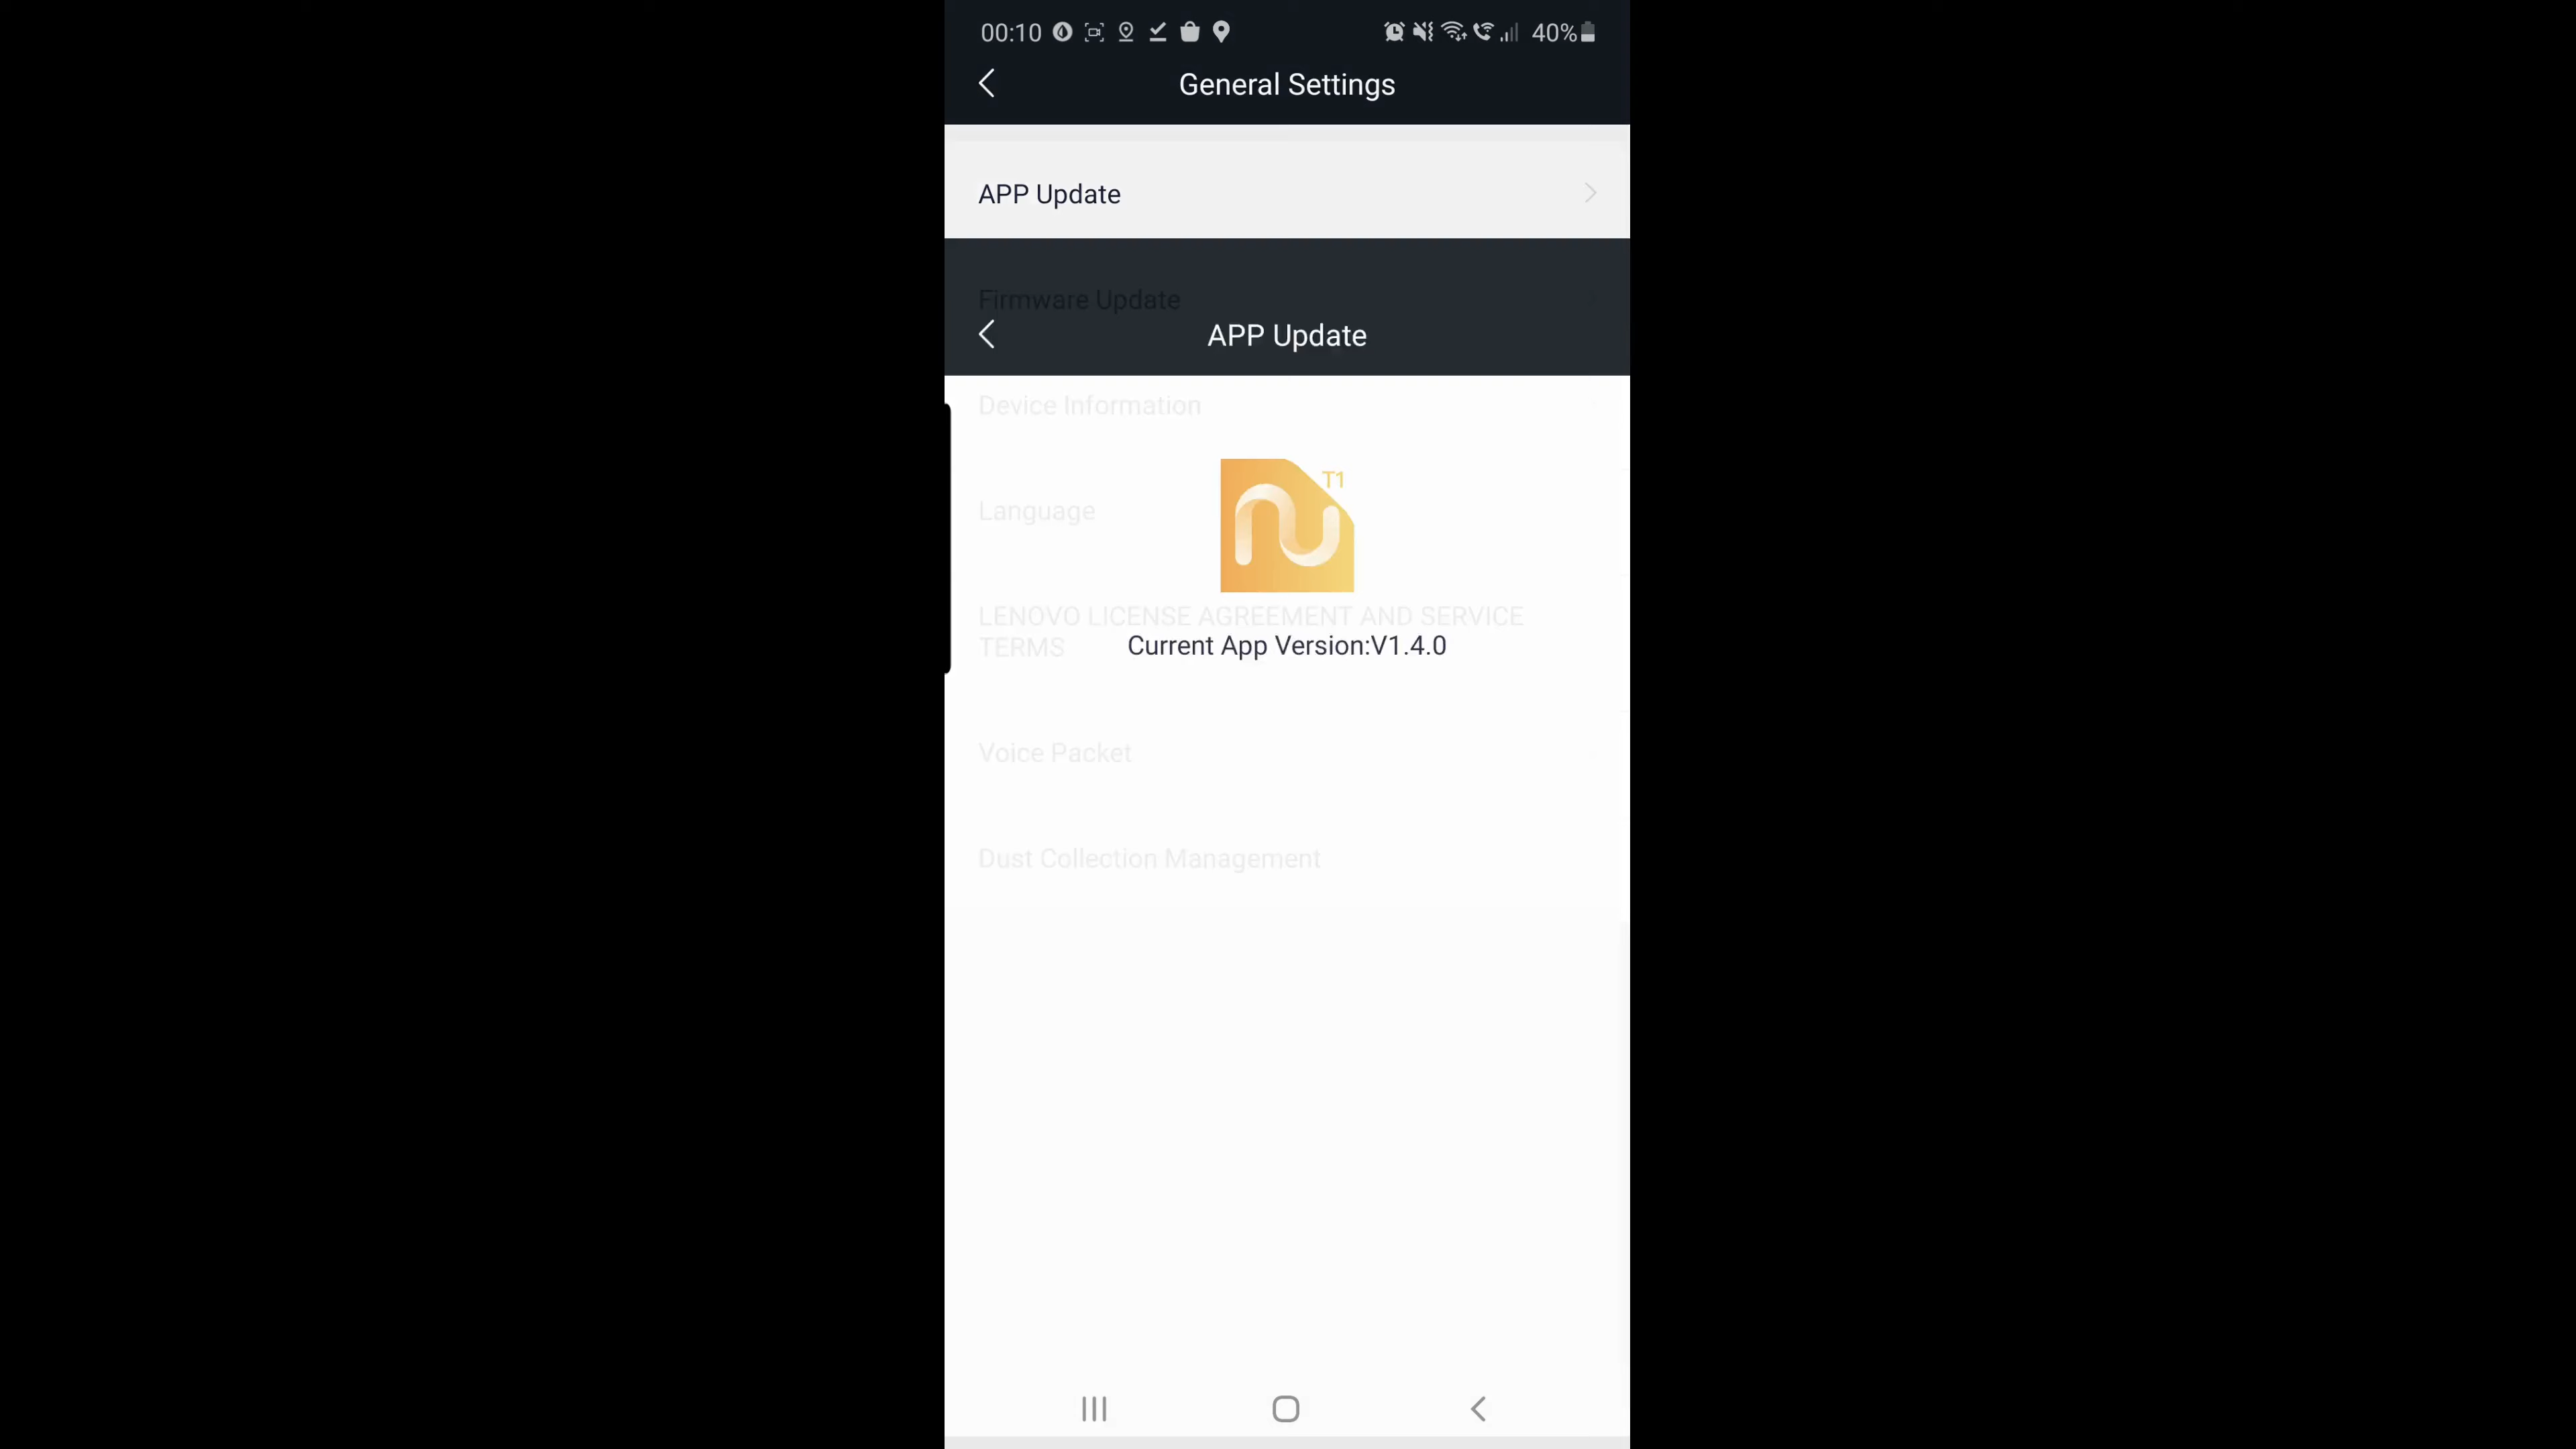 00:10
40%
General Settings
APP Update
Firmware Update
APP Update
Device Information
T1
Language
LENOVO LICENSE AGREEMENT AND SERVICE
TERMS
Current App Version:V1.4.0
Voice Packet
Dust Collection Management